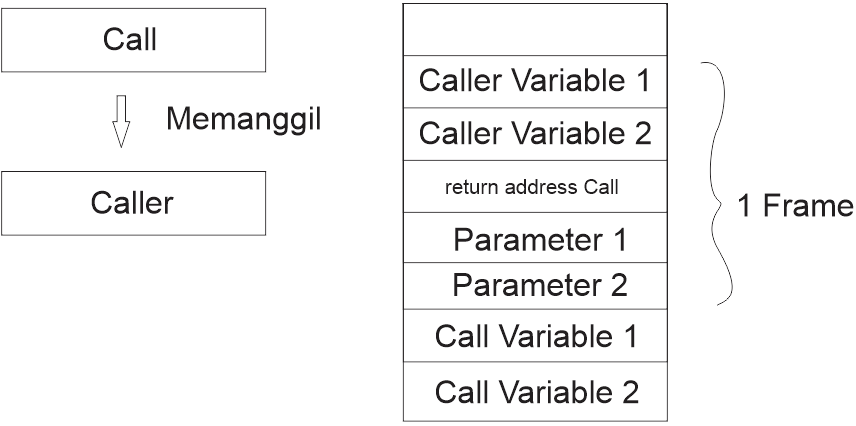 Call
Memanggil
Caller
Caller Variable 1
Caller Variable 2
return address Call
Parameter 1
Parameter 2
Call Variable 1
Call Variable 2
1 Frame